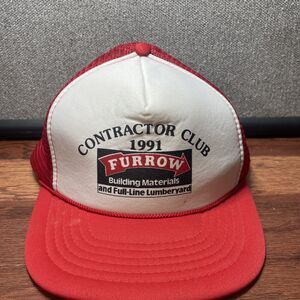 CONTRACTOR CLUB
1991
FURROW
Building Materials
and Full-Line Lumberyard